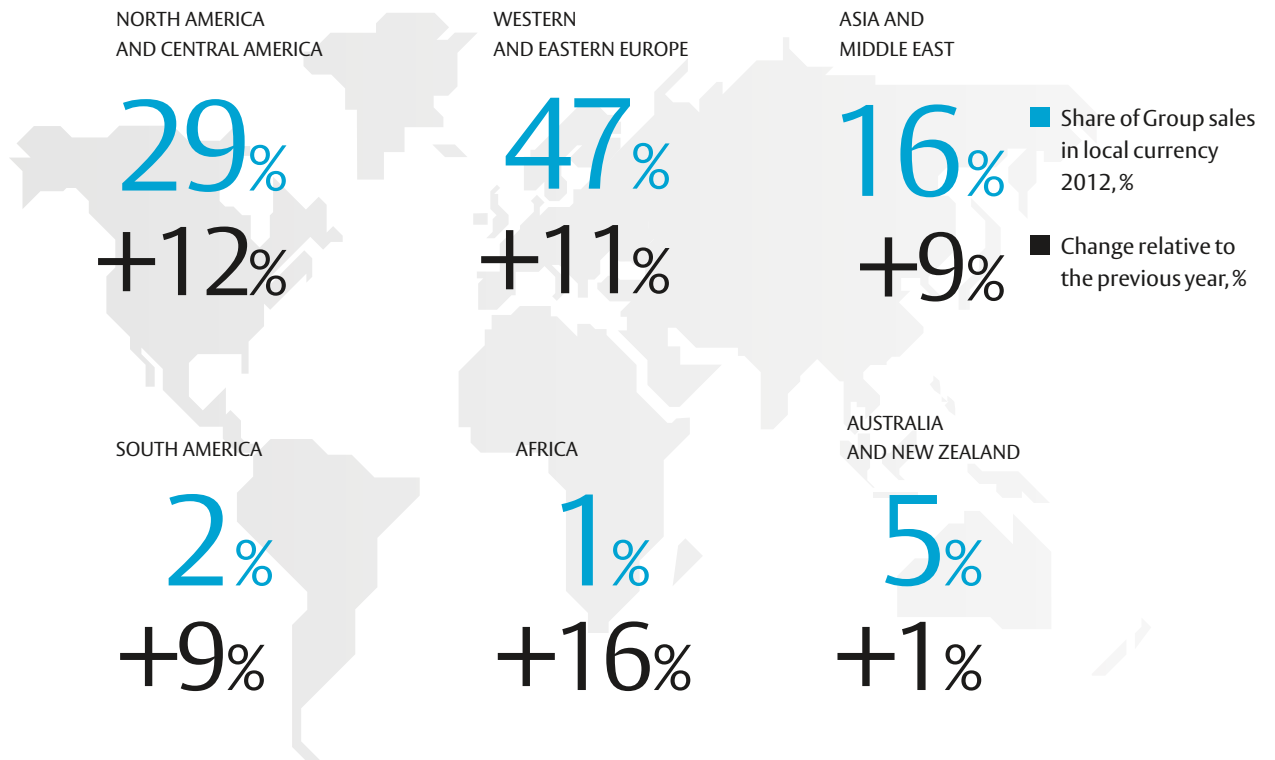 NORTH AMERICA
AND CENTRAL AMERICA
29%
+12%
WESTERN
AND EASTERN EUROPE
47%
+11%
ASIA AND
MIDDLE EAST
16%
+9%
Share of Group sales
in local currency
2012, %
Change relative to
the previous year, %
SOUTH AMERICA
2%
+9%
AFRICA
1%
+16%
AUSTRALIA
AND NEW ZEALAND
5%
+1%